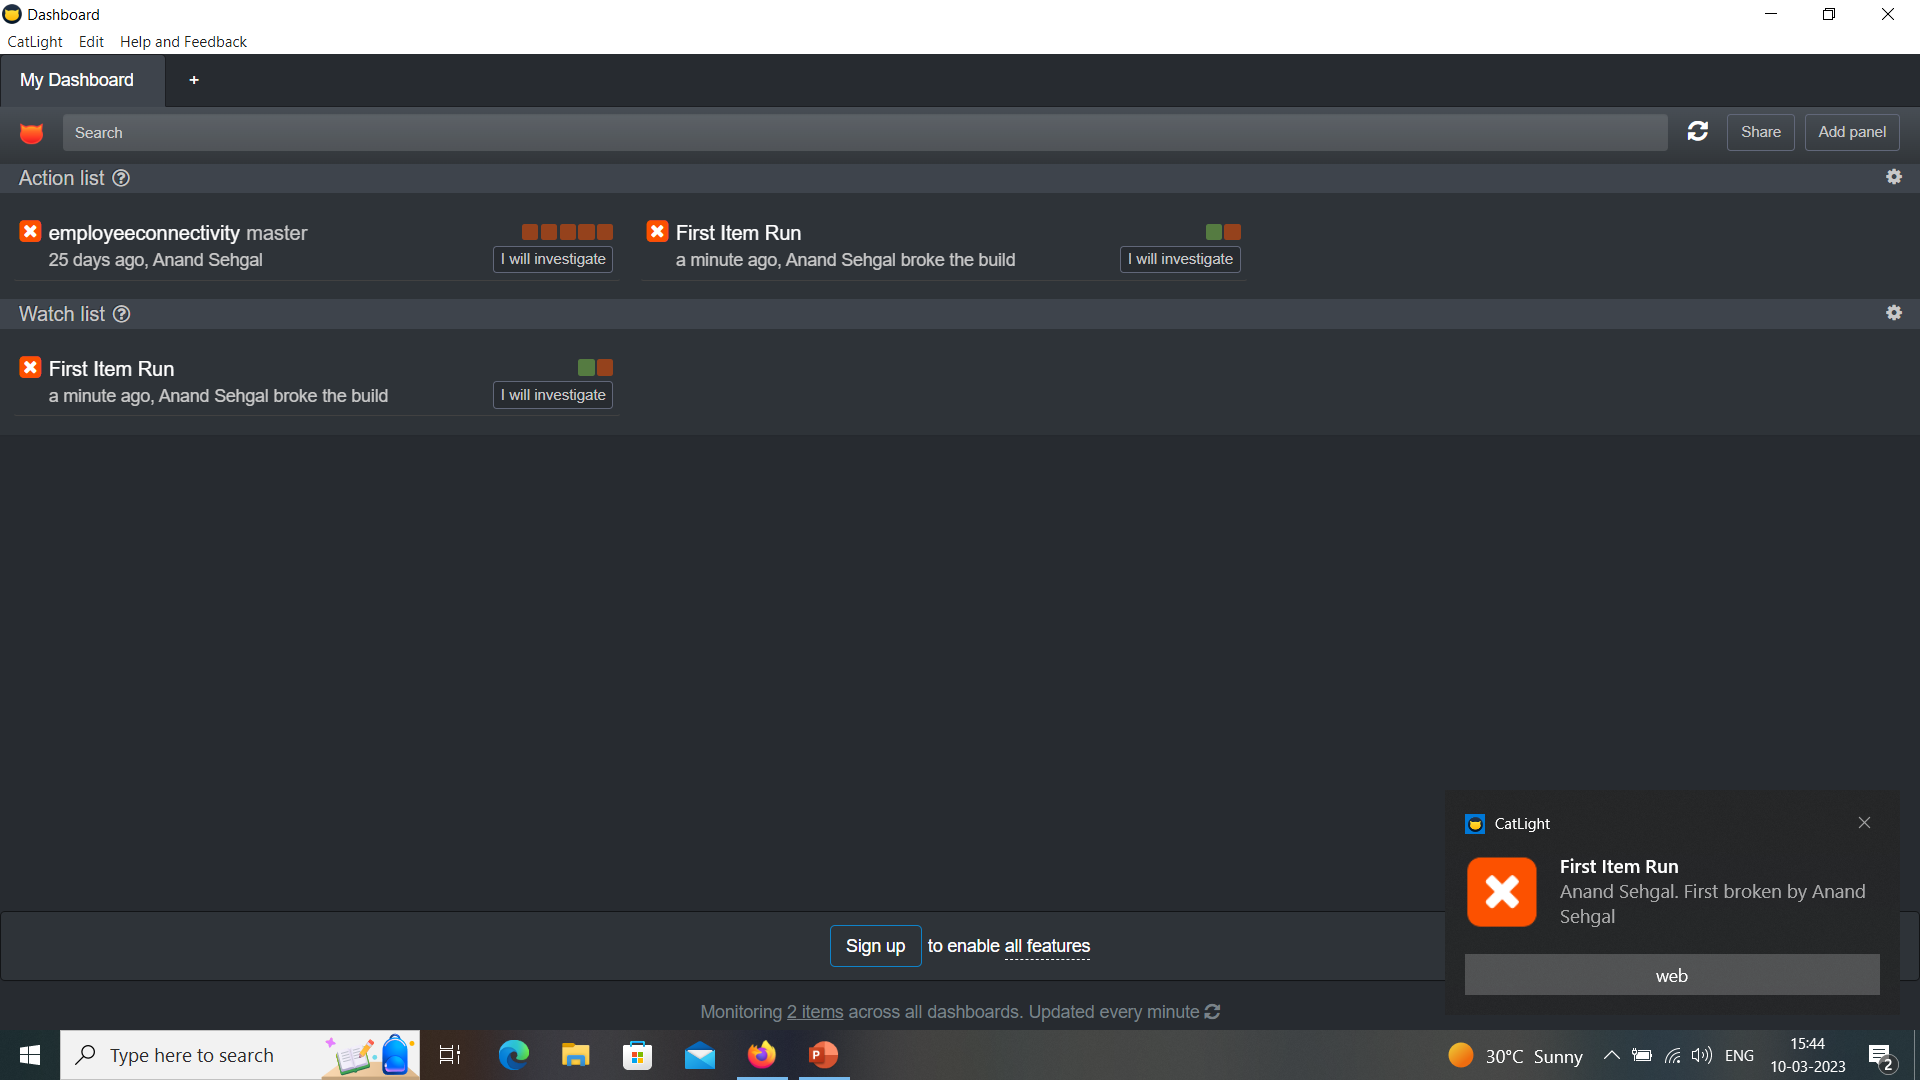 Dashboard
CatLight Edit Help and Feedback
My Dashboard +
Search Share Add panel
Action list ?
employeeconnectivity master
25 days ago, Anand Sehgal I will investigate
First Item Run
a minute ago, Anand Sehgal broke the build I will investigate
Watch list ?
First Item Run
a minute ago, Anand Sehgal broke the build I will investigate
CatLight
First Item Run
Anand Sehgal. First broken by Anand
Sehgal
web
Sign up to enable all features
Monitoring 2 items across all dashboards. Updated every minute
Type here to search
P
30°C Sunny
ENG
15:44
10-03-2023
2